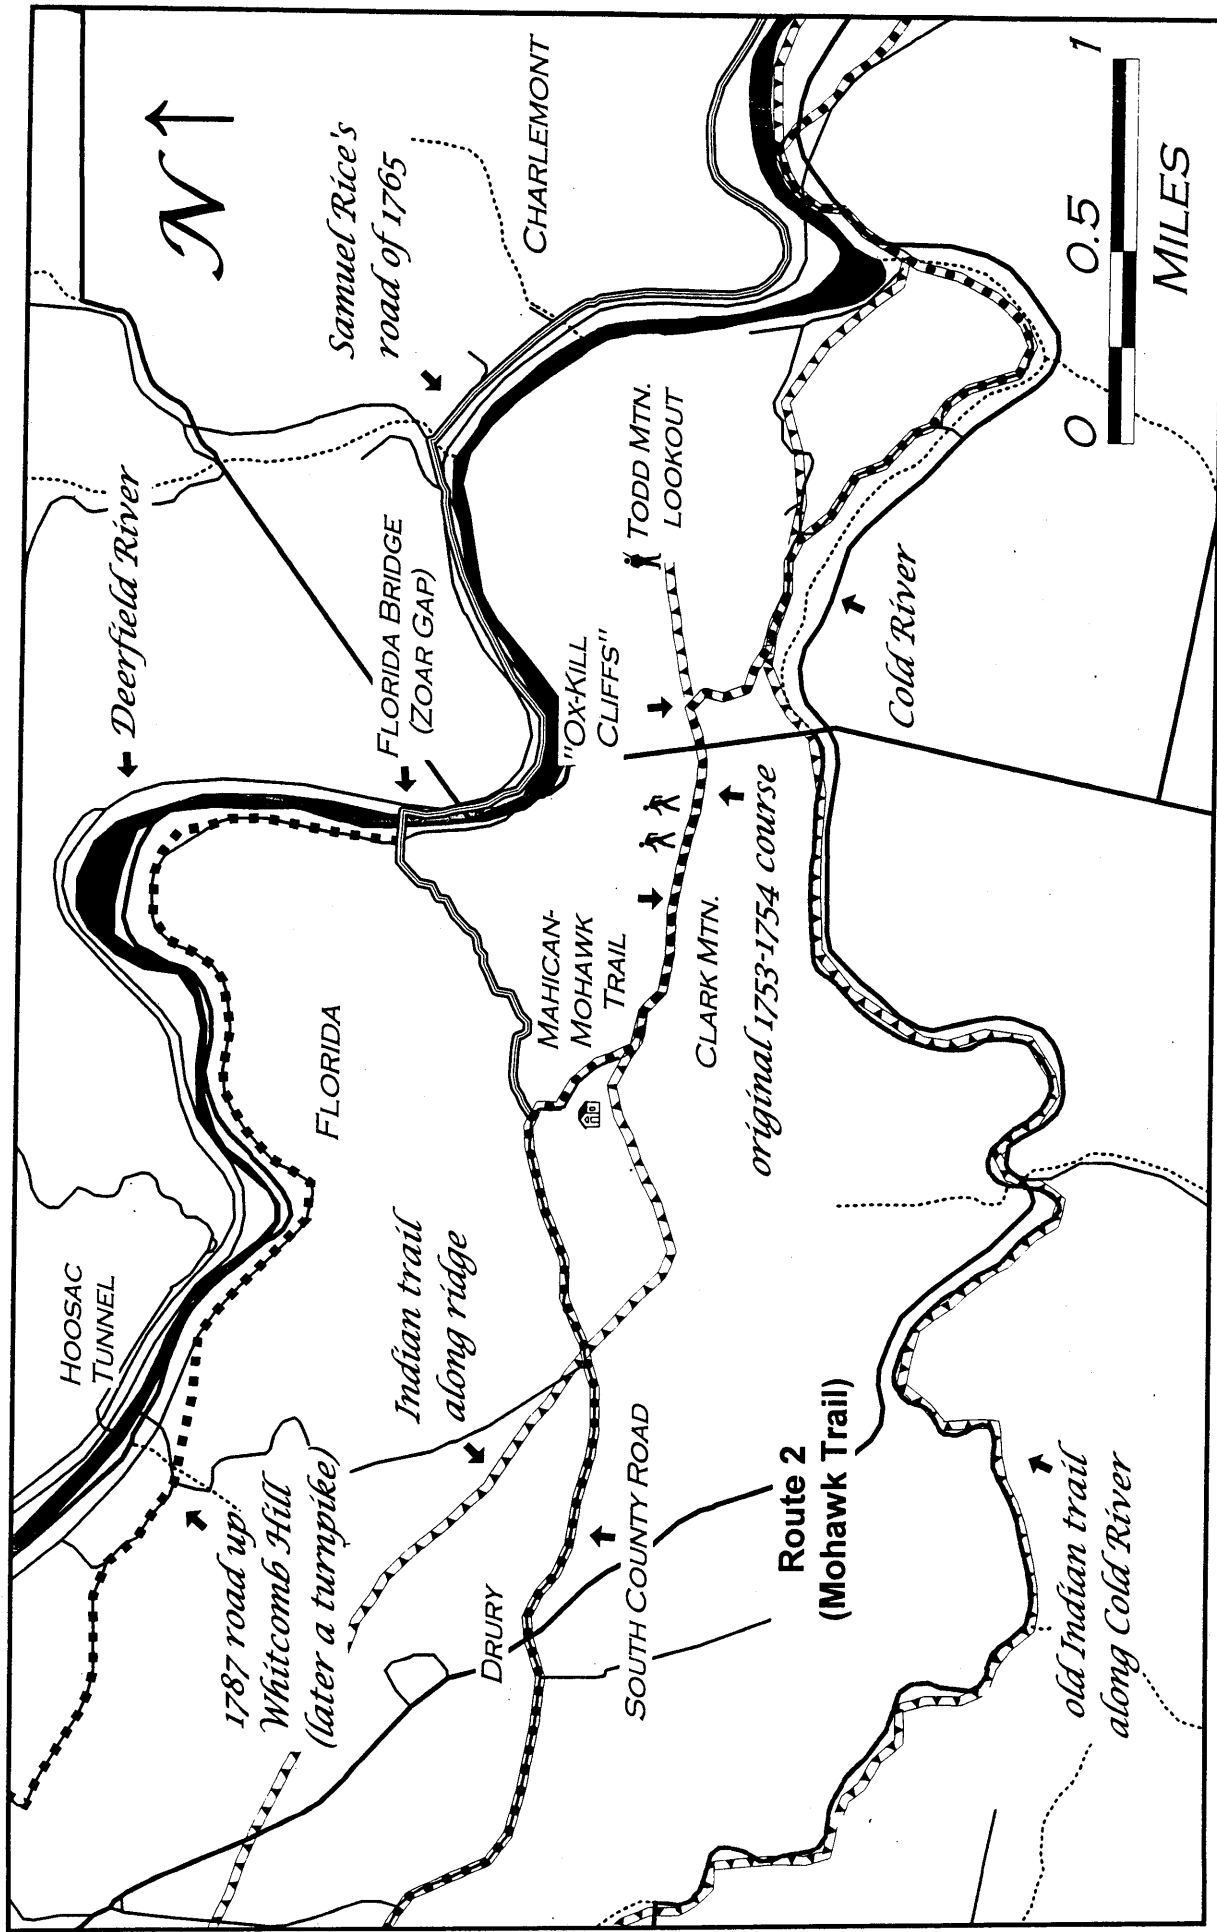 HOOSAC
TUNNEL
1787 road up
Whitcomb Hill
(later a turnpike)
Deerfield River
N
Samuel Rice's
road of 1765
CHARLEMONT
FLORIDA
FLORIDA BRIDGE
(ZOAR GAP)
Indian trail
along ridge
DRURY
MAHICAN-
MOHAWK
TRAIL
"OX-KILL
CLIFFS"
TODD MTN.
LOOKOUT
SOUTH COUNTY ROAD
CLARK MTN.
original 1753-1754 course
Route 2
(Mohawk Trail)
Cold River
old Indian trail
along Cold River
0 0.5 1
MILES